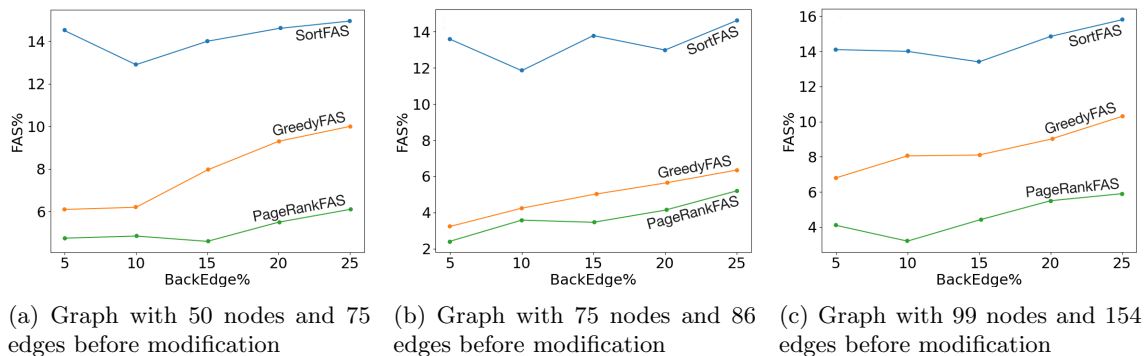 14
12
10
8
6
FAS%
SortFAS
GreedyFAS
PageRankFAS
5 10 15 20 25
BackEdge%
(a) Graph with 50 nodes and 75
edges before modification
14
12
10
8
6
4
2
FAS%
SortFAS
GreedyFAS
PageRankFAS
5 10 15 20 25
BackEdge%
(b) Graph with 75 nodes and 86
edges before modification
16
14
12
10
8
6
4
FAS%
SortFAS
GreedyFAS
PageRankFAS
5 10 15 20 25
BackEdge%
(c) Graph with 99 nodes and 154
edges before modification